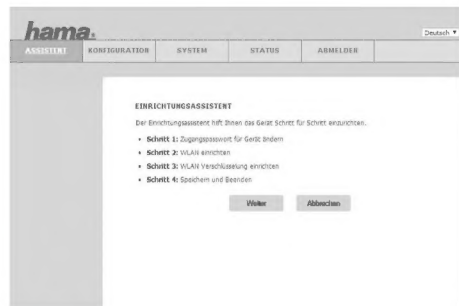 hama.
Deutsch
ASSISTENT KONFIGURATION SYSTEM STATUS ABMELDEN
EINRICHTUNGSASSISTENT
Der Einrichtungsassistent hilft Ihnen das Gerät Schritt für Schritt einzurichten.
• Schritt 1: Zugangspasswort für Gerät ändern
• Schritt 2: WLAN einrichten
• Schritt 3: WLAN Verschlüsselung einrichten
• Schritt 4: Speichern und Beenden
Weiter Abbrechen